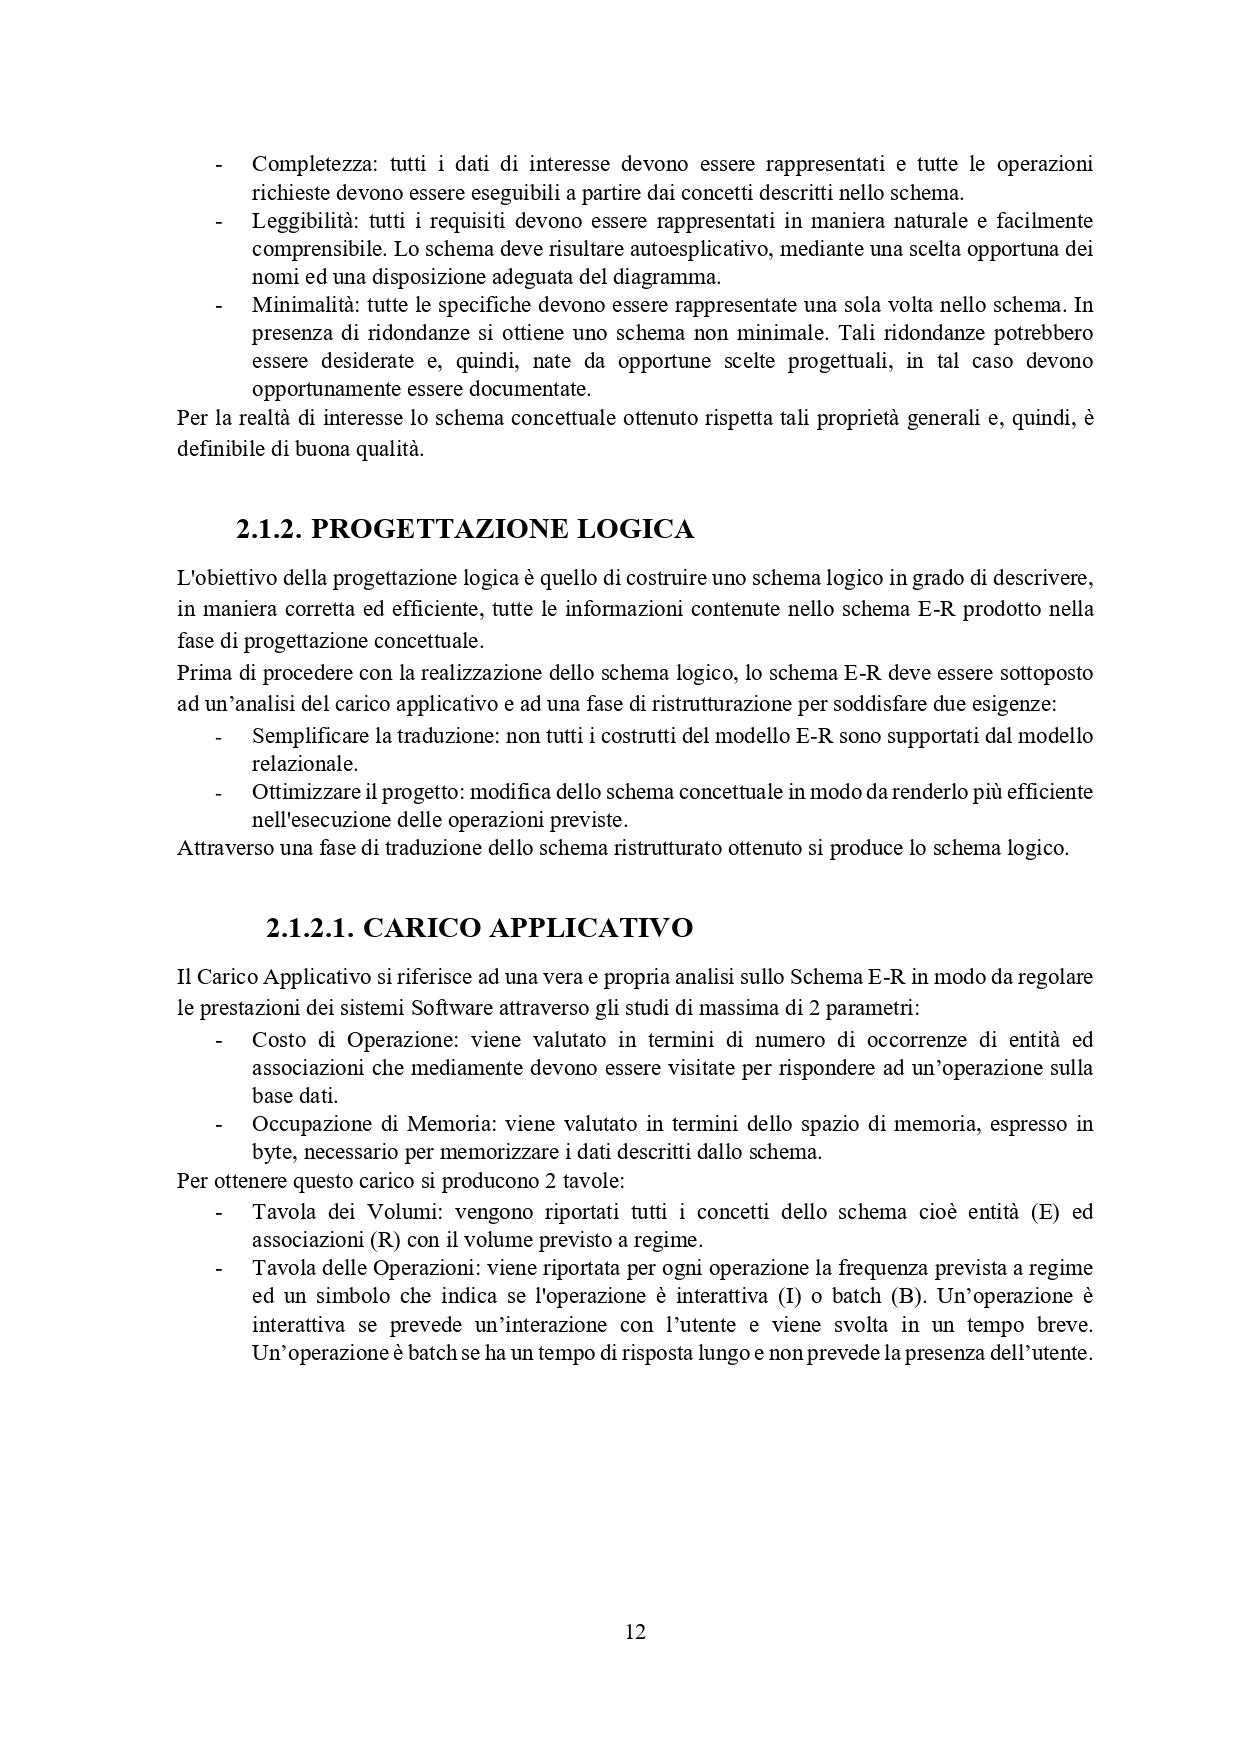 - Completezza: tutti i dati di interesse devono essere rappresentati e tutte le operazioni
richieste devono essere eseguibili a partire dai concetti descritti nello schema.
- Leggibilità: tutti i requisiti devono essere rappresentati in maniera naturale e facilmente
comprensibile. Lo schema deve risultare autoesplicativo, mediante una scelta opportuna dei
nomi ed una disposizione adeguata del diagramma.
- Minimalità: tutte le specifiche devono essere rappresentate una sola volta nello schema. In
presenza di ridondanze si ottiene uno schema non minimale. Tali ridondanze potrebbero
essere desiderate e, quindi, nate da opportune scelte progettuali, in tal caso devono
opportunamente essere documentate.
Per la realtà di interesse lo schema concettuale ottenuto rispetta tali proprietà generali e, quindi, è
definibile di buona qualità.
2.1.2. PROGETTAZIONE LOGICA
L'obiettivo della progettazione logica è quello di costruire uno schema logico in grado di descrivere,
in maniera corretta ed efficiente, tutte le informazioni contenute nello schema E-R prodotto nella
fase di progettazione concettuale.
Prima di procedere con la realizzazione dello schema logico, lo schema E-R deve essere sottoposto
ad un’analisi del carico applicativo e ad una fase di ristrutturazione per soddisfare due esigenze:
- Semplificare la traduzione: non tutti i costrutti del modello E-R sono supportati dal modello
relazionale.
- Ottimizzare il progetto: modifica dello schema concettuale in modo da renderlo più efficiente
nell'esecuzione delle operazioni previste.
Attraverso una fase di traduzione dello schema ristrutturato ottenuto si produce lo schema logico.
2.1.2.1. CARICO APPLICATIVO
Il Carico Applicativo si riferisce ad una vera e propria analisi sullo Schema E-R in modo da regolare
le prestazioni dei sistemi Software attraverso gli studi di massima di 2 parametri:
- Costo di Operazione: viene valutato in termini di numero di occorrenze di entità ed
associazioni che mediamente devono essere visitate per rispondere ad un’operazione sulla
base dati.
- Occupazione di Memoria: viene valutato in termini dello spazio di memoria, espresso in
byte, necessario per memorizzare i dati descritti dallo schema.
Per ottenere questo carico si producono 2 tavole:
- Tavola dei Volumi: vengono riportati tutti i concetti dello schema cioè entità (E) ed
associazioni (R) con il volume previsto a regime.
- Tavola delle Operazioni: viene riportata per ogni operazione la frequenza prevista a regime
ed un simbolo che indica se l'operazione è interattiva (I) o batch (B). Un’operazione è
interattiva se prevede un’interazione con l’utente e viene svolta in un tempo breve.
Un’operazione è batch se ha un tempo di risposta lungo e non prevede la presenza dell’utente.
12